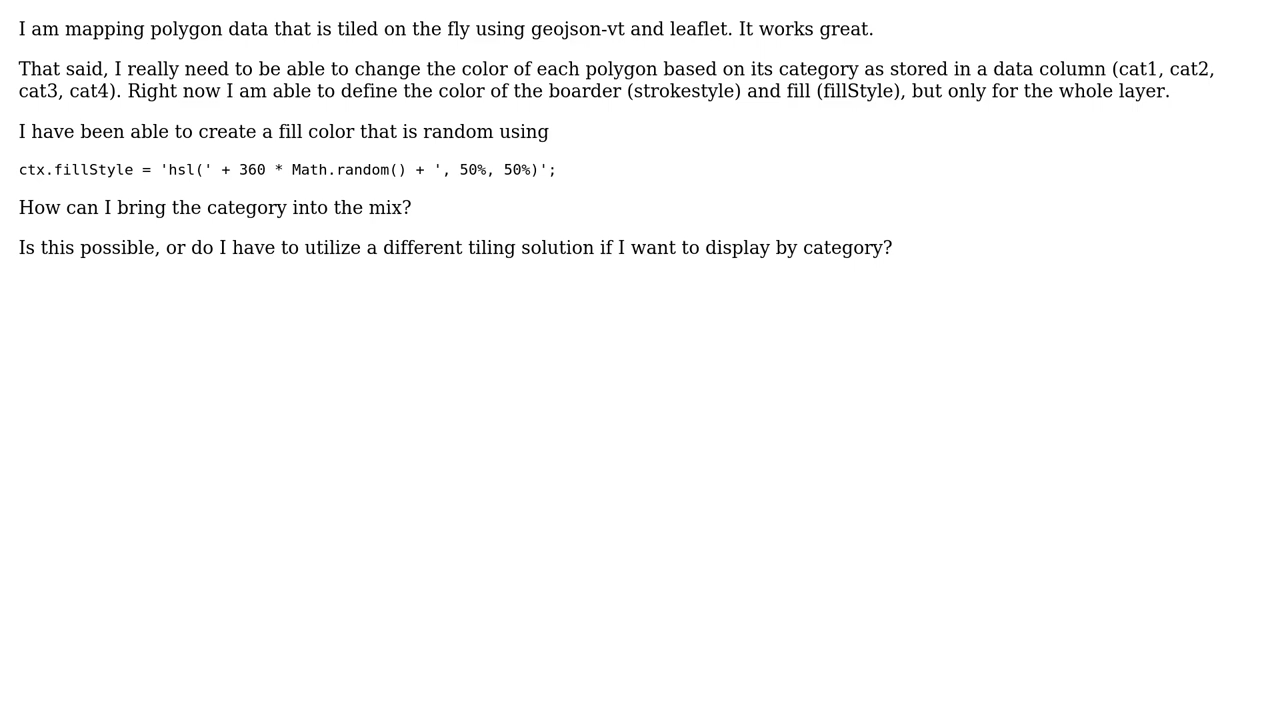 I am mapping polygon data that is tiled on the fly using geojson-vt and leaflet. It works great.
That said, I really need to be able to change the color of each polygon based on its category as stored in a data column (cat1, cat2,
cat3, cat4). Right now I am able to define the color of the boarder (strokestyle) and fill (fillStyle), but only for the whole layer.
I have been able to create a fill color that is random using
ctx.fillStyle = 'hsl(' + 360 * Math.random() + ', 50%, 50%)';
How can I bring the category into the mix?
Is this possible, or do I have to utilize a different tiling solution if I want to display by category?